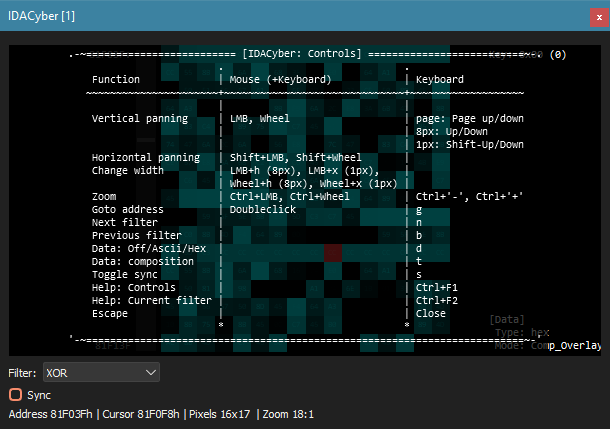 IDACyber [1]
x
.-~========================= [IDACyber: Controls] =========================~-. (0)
Function | Mouse (+Keyboard) | Keyboard
Vertical panning | LMB, Wheel | page: Page up/down
| | 8px: Up/Down
| | 1px: Shift-Up/Down
Horizontal panning | Shift+LMB, Shift+Wheel |
Change width | LMB+h (8px), LMB+x (1px), |
| Wheel+h (8px), Wheel+x (1px) |
Zoom | Ctrl+LMB, Ctrl+Wheel | Ctrl+'-', Ctrl+'+'
Goto address | Doubleclick | g
Next filter | | n
Previous filter | | b
Data: Off/Ascii/Hex | | d
Data: composition | | t
Toggle sync | | s
Help: Controls | | Ctrl+F1
Help: Current filter | | Ctrl+F2
Escape | | Close
[Data]
Type: hex
Mode: Comp_Overlay
Filter: XOR
Sync
Address 81F03Fh | Cursor 81F0F8h | Pixels 16x17 | Zoom 18:1